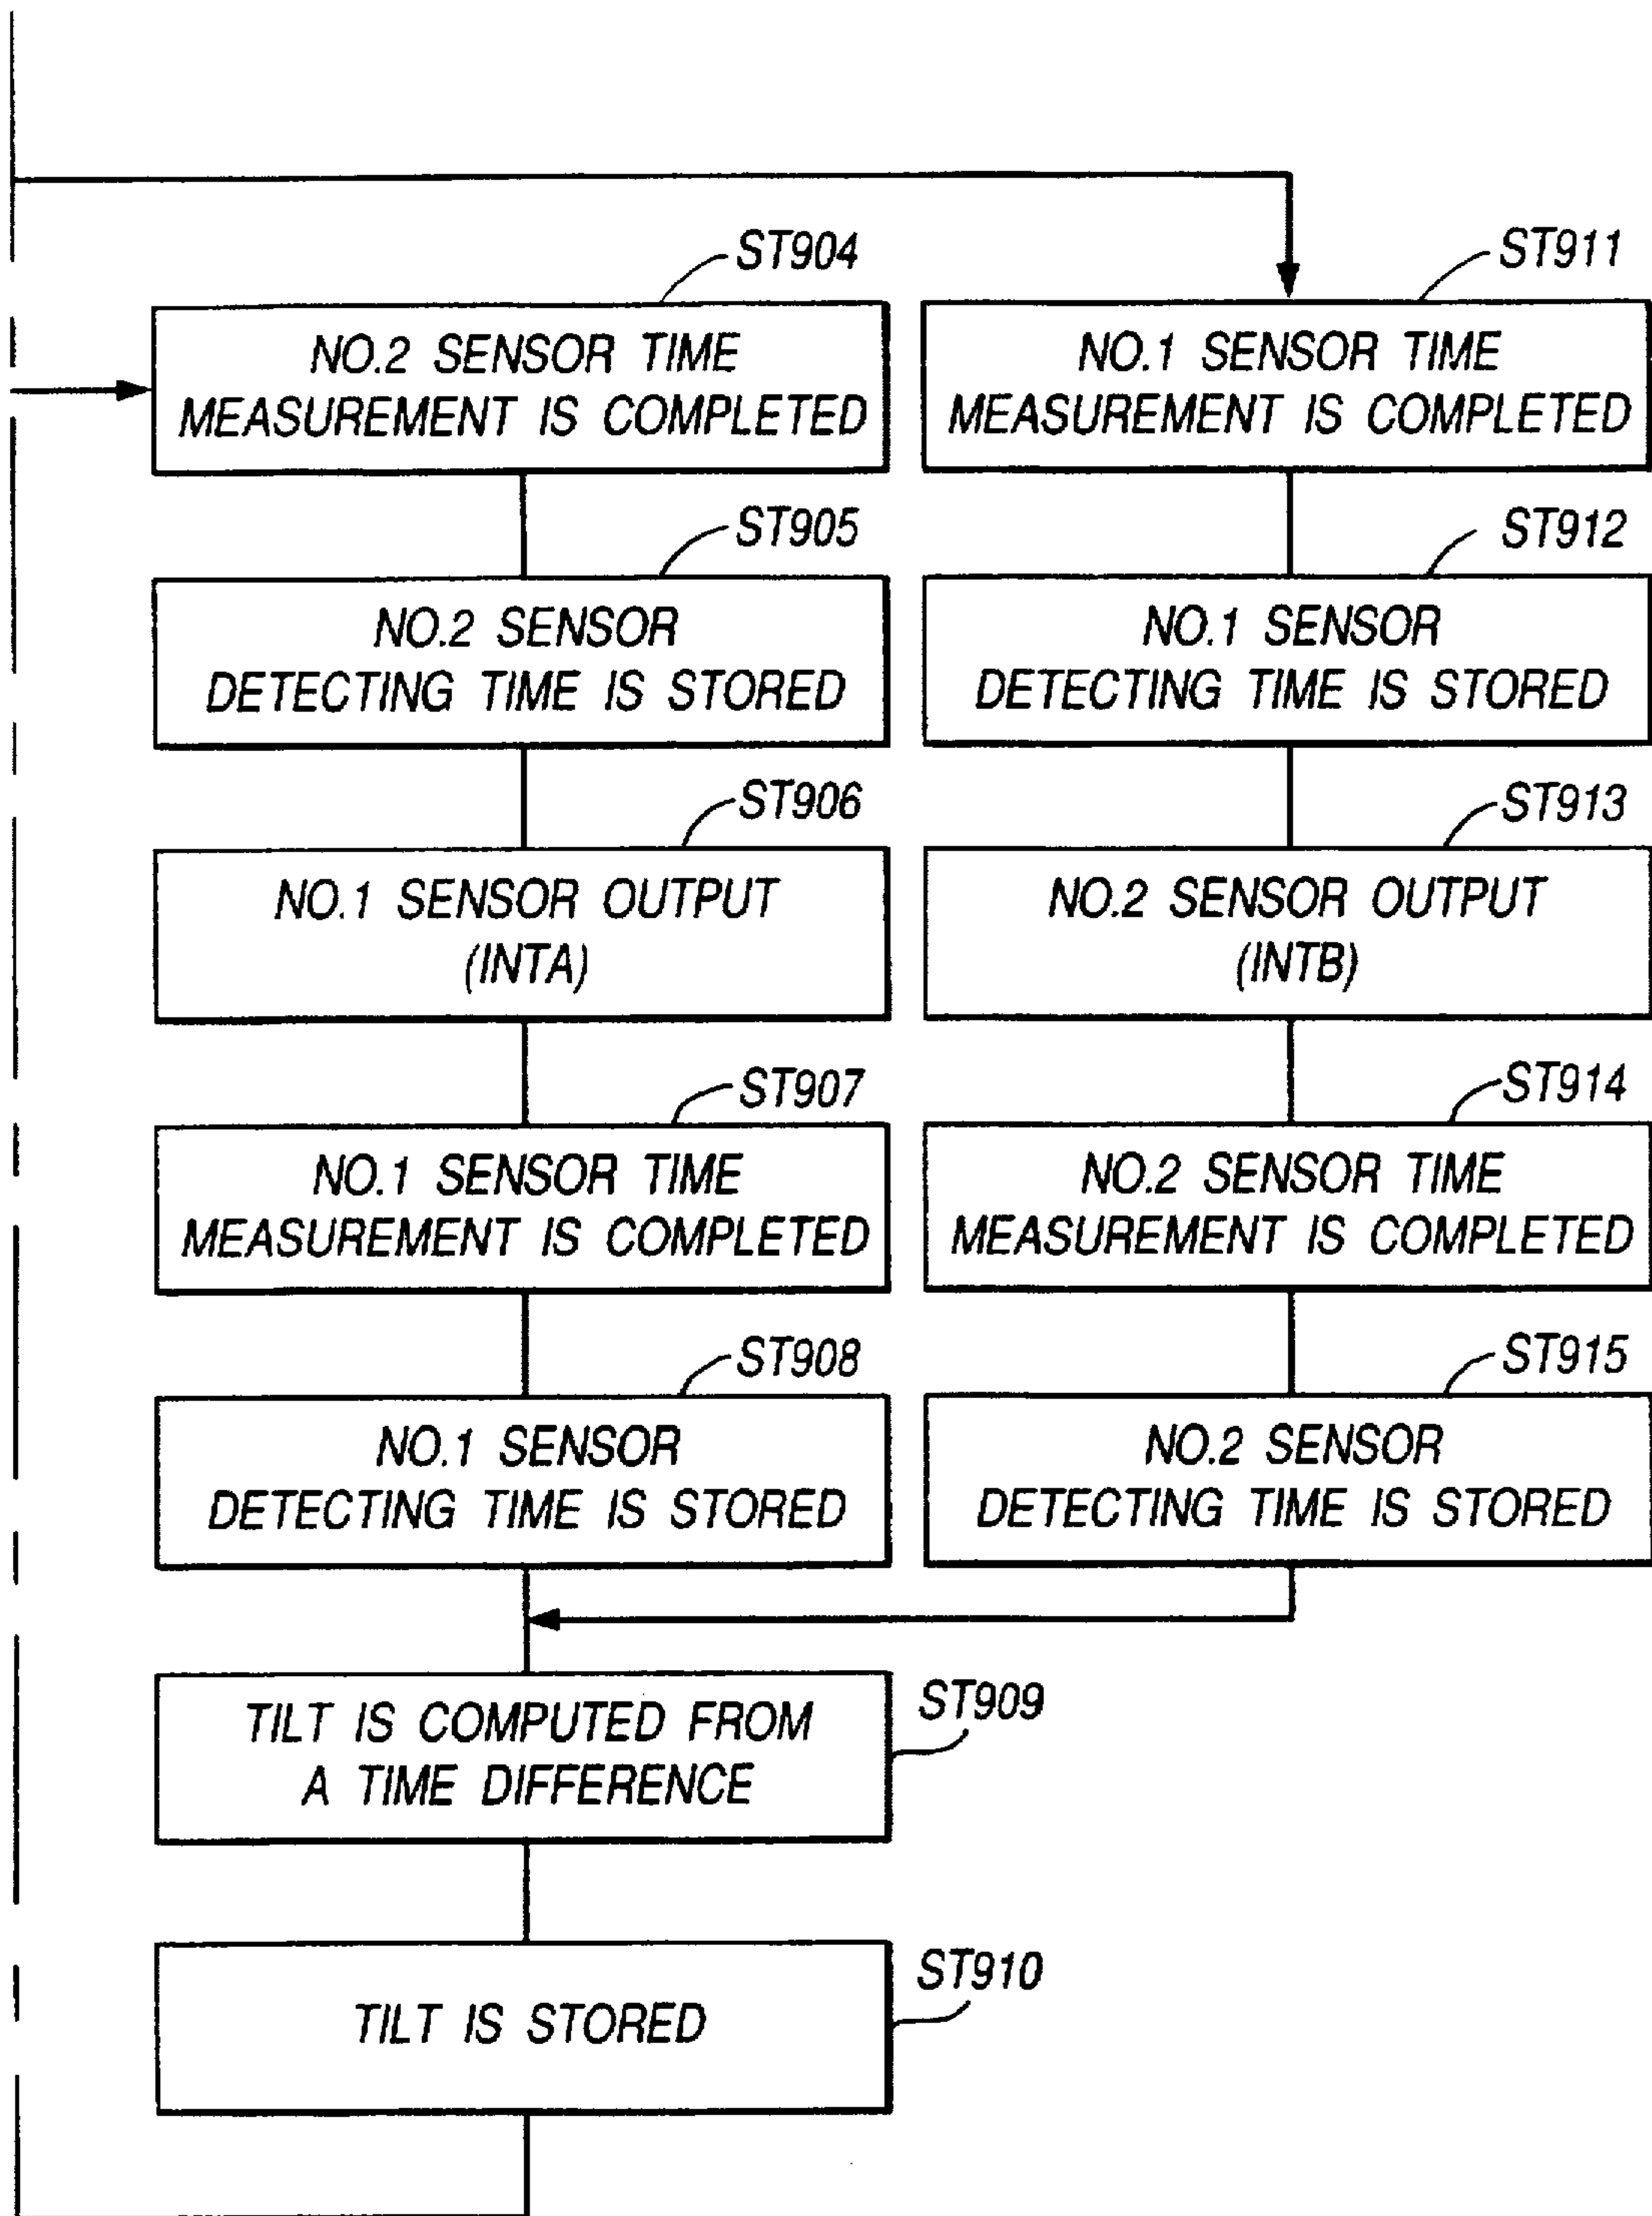 ST904
NO.2 SENSOR TIME
MEASUREMENT IS COMPLETED
ST905
NO.2 SENSOR
DETECTING TIME IS STORED
ST906
NO.1 SENSOR OUTPUT
(INTA)
ST907
NO.1 SENSOR TIME
MEASUREMENT IS COMPLETED
ST908
NO.1 SENSOR
DETECTING TIME IS STORED
ST911
NO.1 SENSOR TIME
MEASUREMENT IS COMPLETED
ST912
NO.1 SENSOR
DETECTING TIME IS STORED
ST913
NO.2 SENSOR OUTPUT
(INTB)
ST914
NO.2 SENSOR TIME
MEASUREMENT IS COMPLETED
ST915
NO.2 SENSOR
DETECTING TIME IS STORED
ST909
TILT IS COMPUTED FROM
A TIME DIFFERENCE
ST910
TILT IS STORED